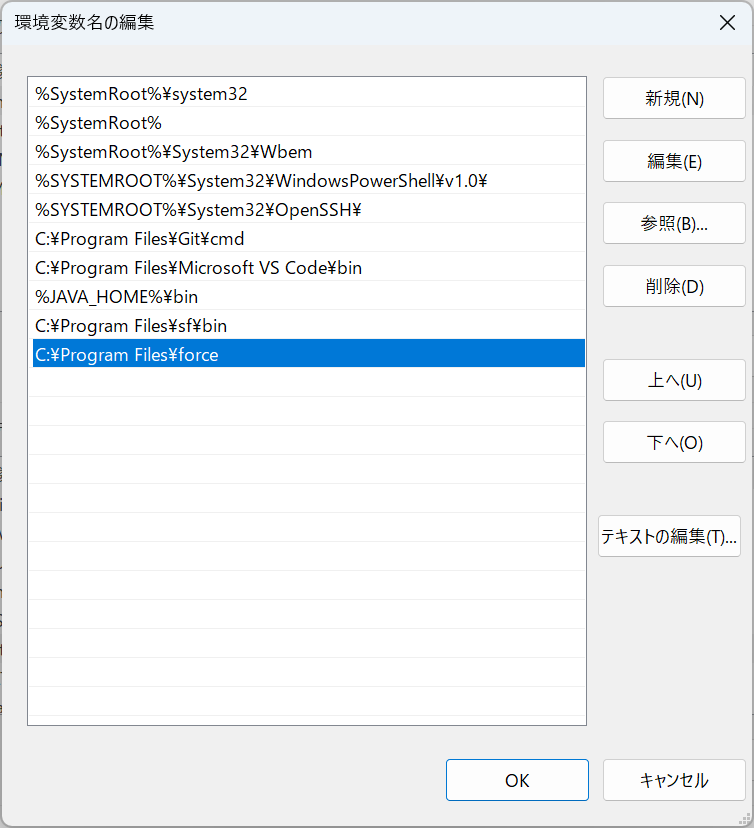 環境変数名の編集
%SystemRoot%¥system32
%SystemRoot%
%SystemRoot%¥System32¥Wbem
%SYSTEMROOT%¥System32¥WindowsPowerShell¥v1.0¥
%SYSTEMROOT%¥System32¥OpenSSH¥
C:¥Program Files¥Git¥cmd
C:¥Program Files¥Microsoft VS Code¥bin
%JAVA_HOME%¥bin
C:¥Program Files¥sf¥bin
C:¥Program Files¥force
新規(N)
編集(E)
参照(B)...
削除(D)
上へ(U)
下へ(O)
テキストの編集(T)...
OK
キャンセル